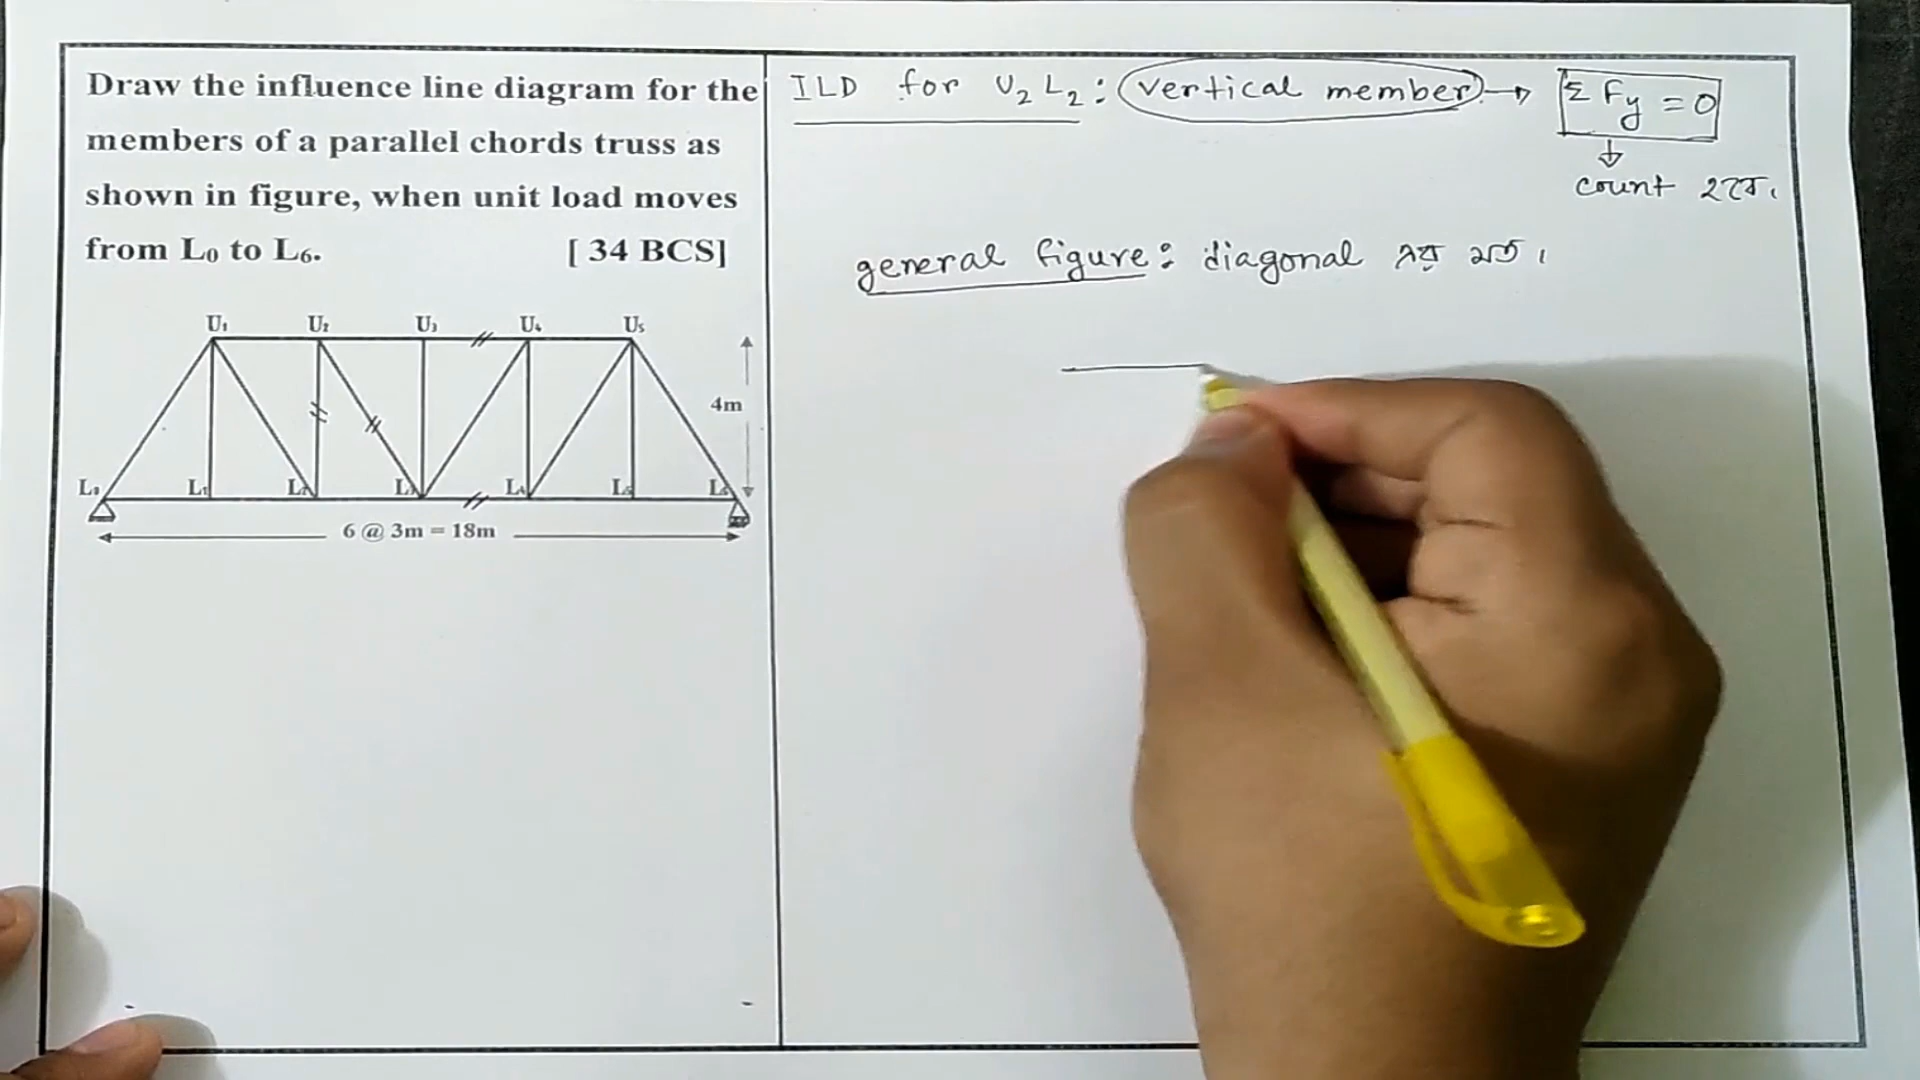 Draw the influence line diagram for the
members of a parallel chords truss as
shown in figure, when unit load moves
from L₀ to L₆. [ 34 BCS]
U₁ U₂ U₃ U₄ U₅
4m
L₀ L₁ L₂ L₃ L₄ L₅ L₆
6 @ 3m = 18m
ILD for U₂L₂: vertical member → ΣFy = 0
count হবে।
general figure: diagonal এর মত।